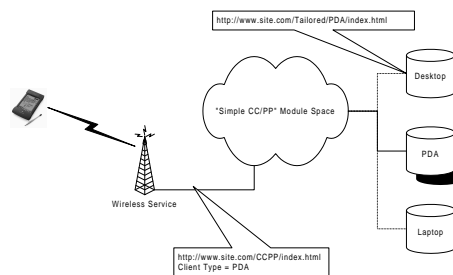 http://www.site.com/Tailored/PDA/index.html
Desktop
"Simple CC/PP" Module Space
PDA
Wireless Service
Laptop
http://www.site.com/CCPP/index.html
Client Type = PDA